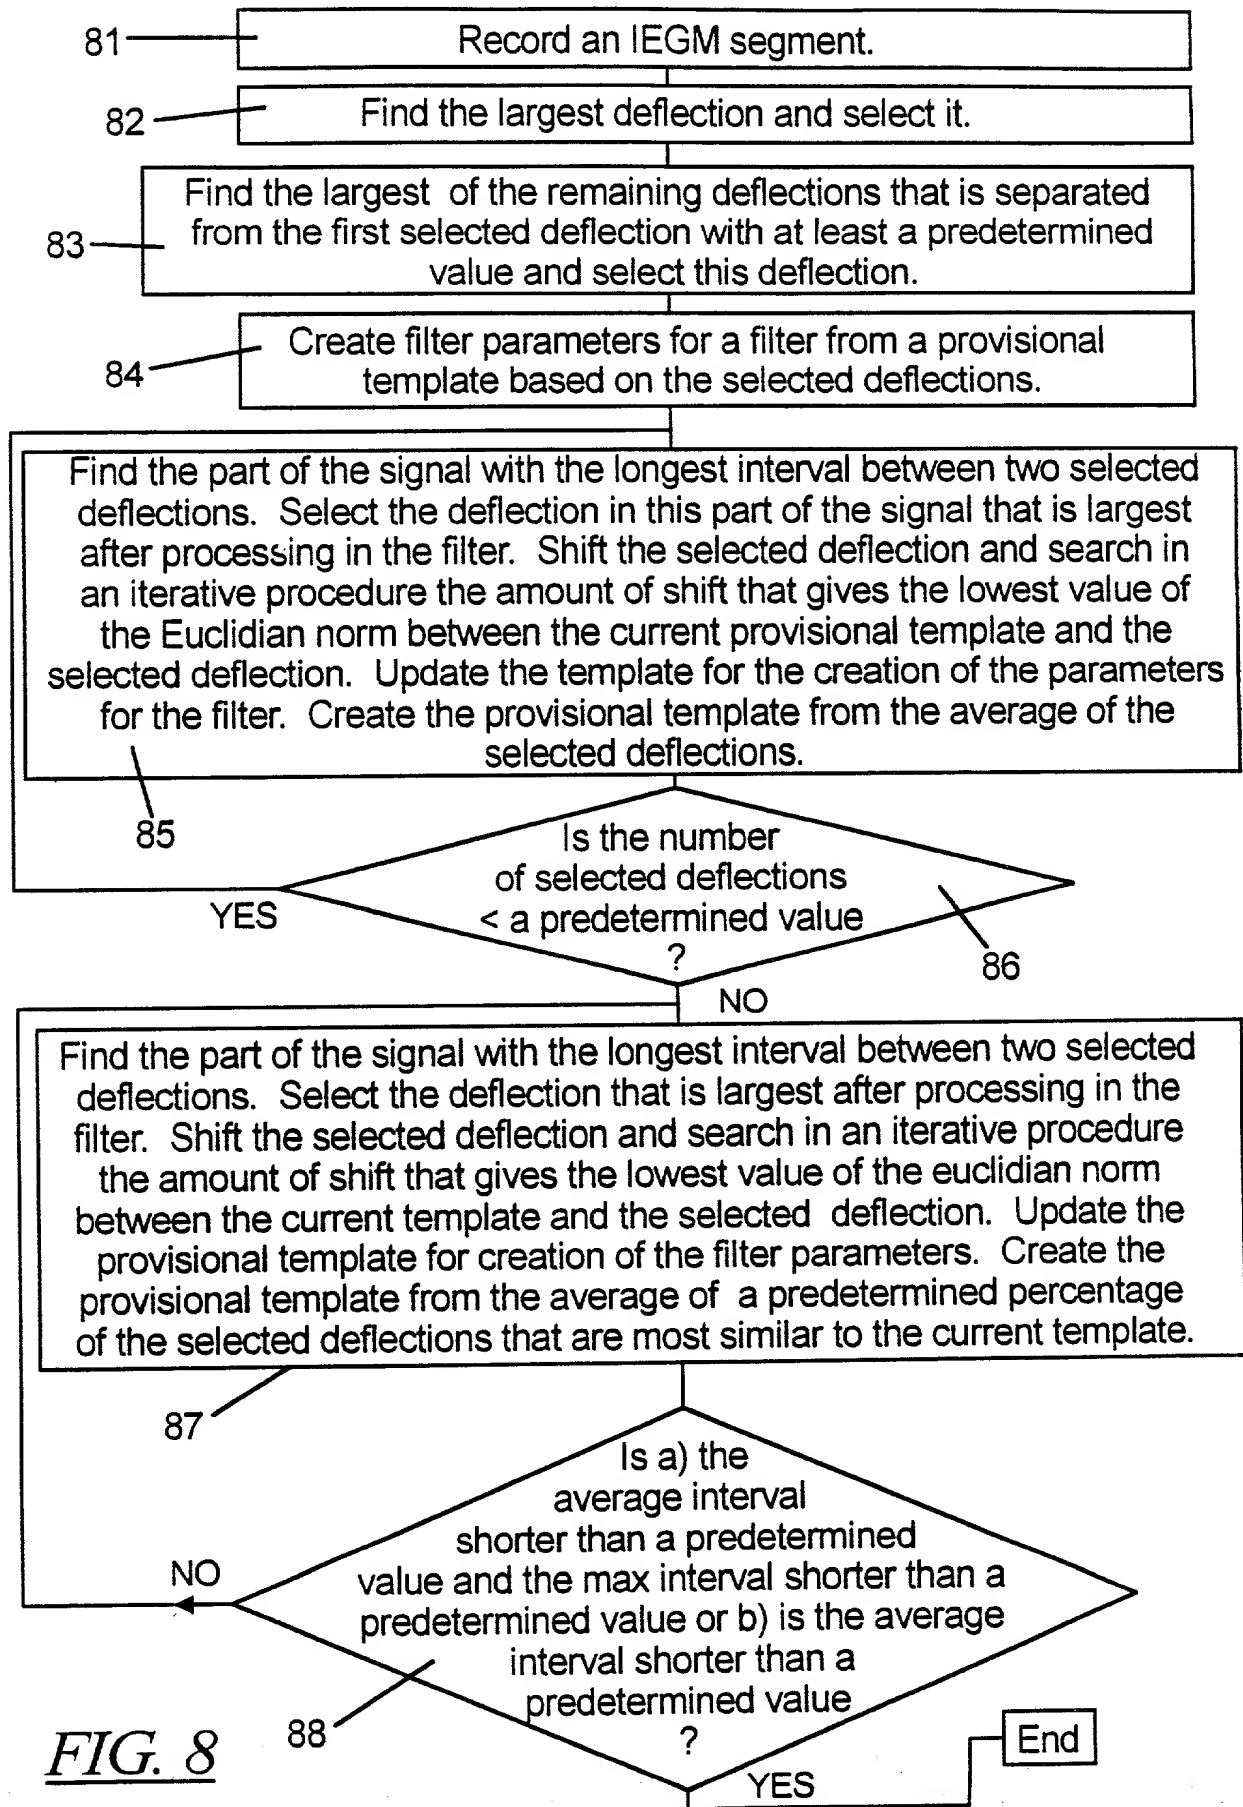 81
Record an IEGM segment.
82
Find the largest deflection and select it.
83
Find the largest of the remaining deflections that is separated
from the first selected deflection with at least a predetermined
value and select this deflection.
84
Create filter parameters for a filter from a provisional
template based on the selected deflections.
Find the part of the signal with the longest interval between two selected
deflections. Select the deflection in this part of the signal that is largest
after processing in the filter. Shift the selected deflection and search in
an iterative procedure the amount of shift that gives the lowest value of
the Euclidian norm between the current provisional template and the
selected deflection. Update the template for the creation of the parameters
for the filter. Create the provisional template from the average of the
selected deflections.
85
Is the number
of selected deflections
< a predetermined value
?
YES
86
NO
Find the part of the signal with the longest interval between two selected
deflections. Select the deflection that is largest after processing in the
filter. Shift the selected deflection and search in an iterative procedure
the amount of shift that gives the lowest value of the euclidian norm
between the current template and the selected deflection. Update the
provisional template for creation of the filter parameters. Create the
provisional template from the average of a predetermined percentage
of the selected deflections that are most similar to the current template.
87
Is a) the
average interval
shorter than a predetermined
value and the max interval shorter than a
predetermined value or b) is the average
interval shorter than a
predetermined value
?
NO
88
YES
End
FIG. 8